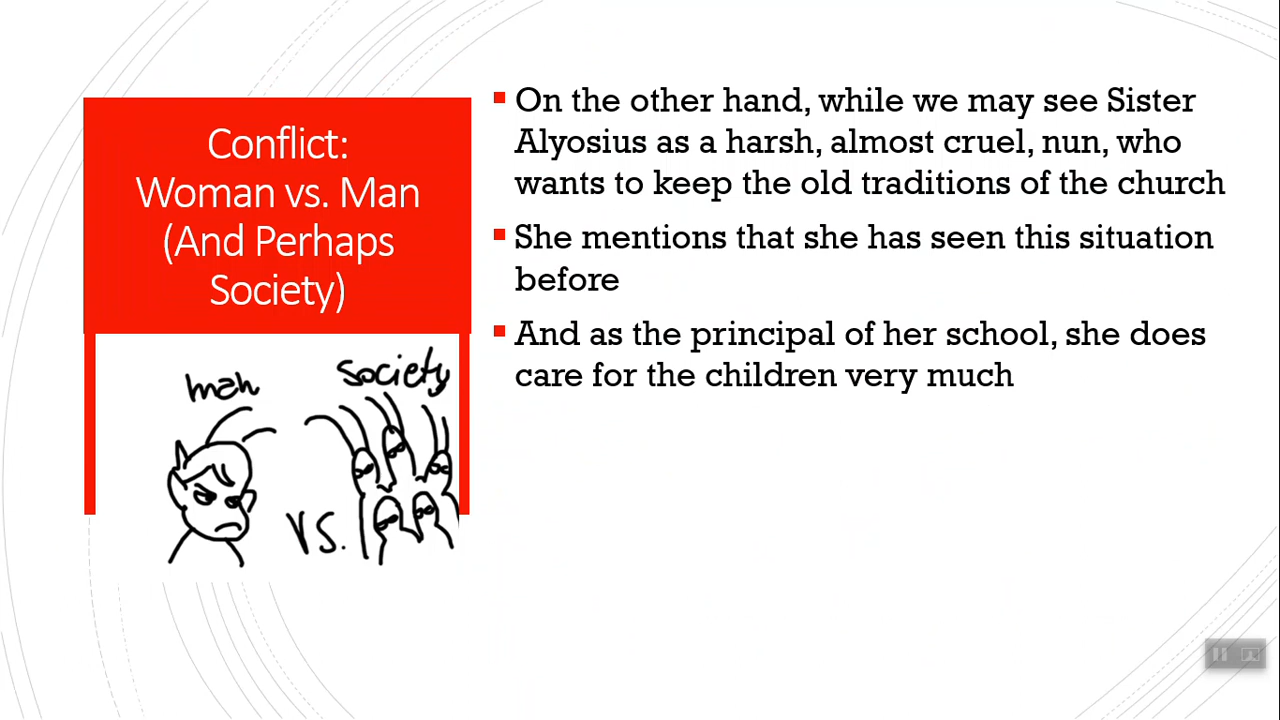 Conflict:
Woman vs. Man
(And Perhaps
Society)
man
society
vs.
On the other hand, while we may see Sister
Alyosius as a harsh, almost cruel, nun, who
wants to keep the old traditions of the church
She mentions that she has seen this situation
before
And as the principal of her school, she does
care for the children very much